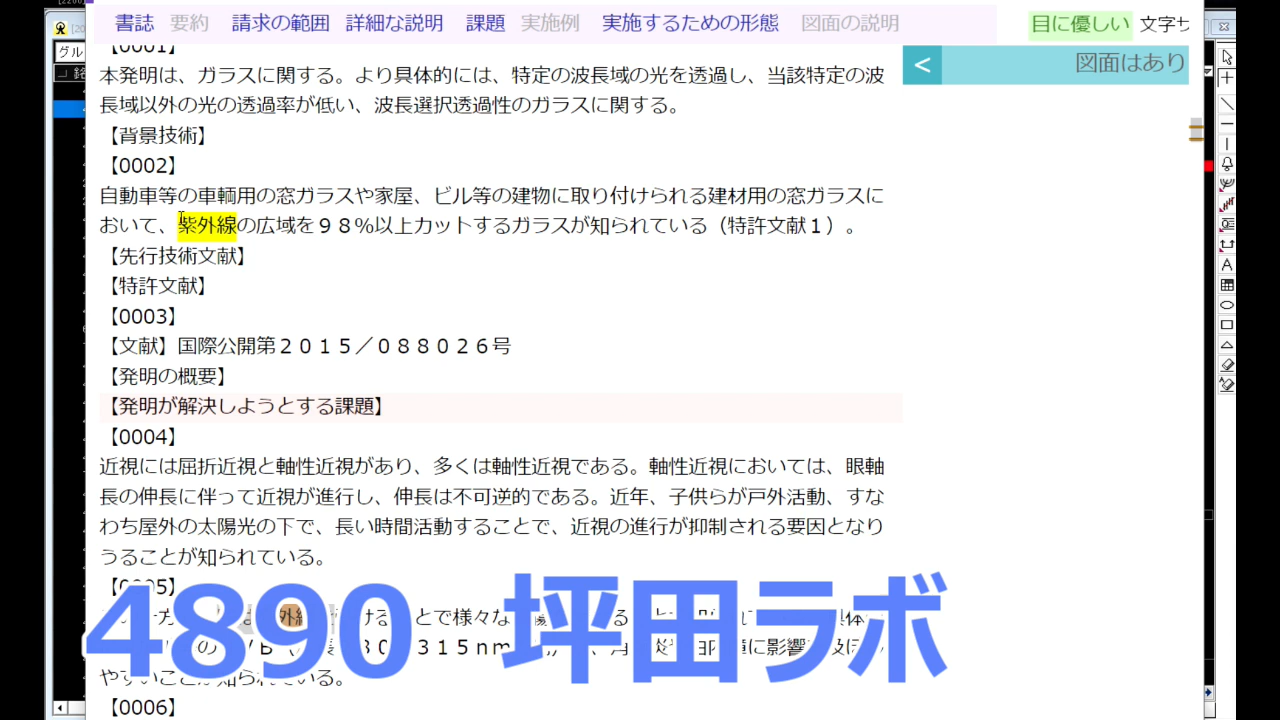 書誌 要約 請求の範囲 詳細な説明 課題 実施例 実施するための形態 図面の説明 目に優しい 文字サ
【0001】
< 図面はあり
本発明は、ガラスに関する。より具体的には、特定の波長域の光を透過し、当該特定の波
長域以外の光の透過率が低い、波長選択透過性のガラスに関する。
【背景技術】
【0002】
自動車等の車輌用の窓ガラスや家屋、ビル等の建物に取り付けられる建材用の窓ガラスに
おいて、紫外線の広域を９８％以上カットするガラスが知られている（特許文献１）。
【先行技術文献】
【特許文献】
【0003】
【文献】国際公開第２０１５／０８８０２６号
【発明の概要】
【発明が解決しようとする課題】
【0004】
近視には屈折近視と軸性近視があり、多くは軸性近視である。軸性近視においては、眼軸
長の伸長に伴って近視が進行し、伸長は不可逆的である。近年、子供らが戸外活動、すな
わち屋外の太陽光の下で、長い時間活動することで、近視の進行が抑制される要因となり
うることが知られている。
【0005】
4890 坪田ラボ
【0006】
グル